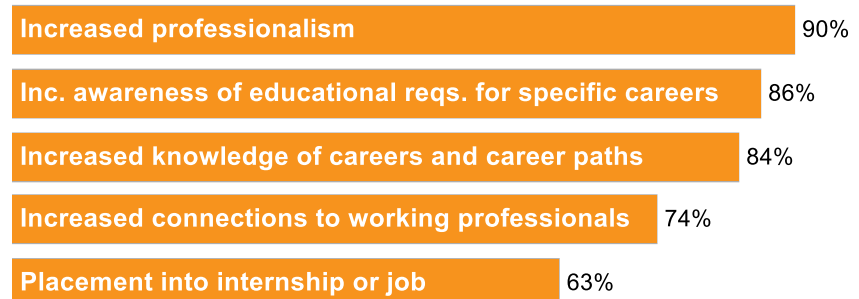 Increased professionalism 90%
Inc. awareness of educational reqs. for specific careers 86%
Increased knowledge of careers and career paths 84%
Increased connections to working professionals 74%
Placement into internship or job 63%